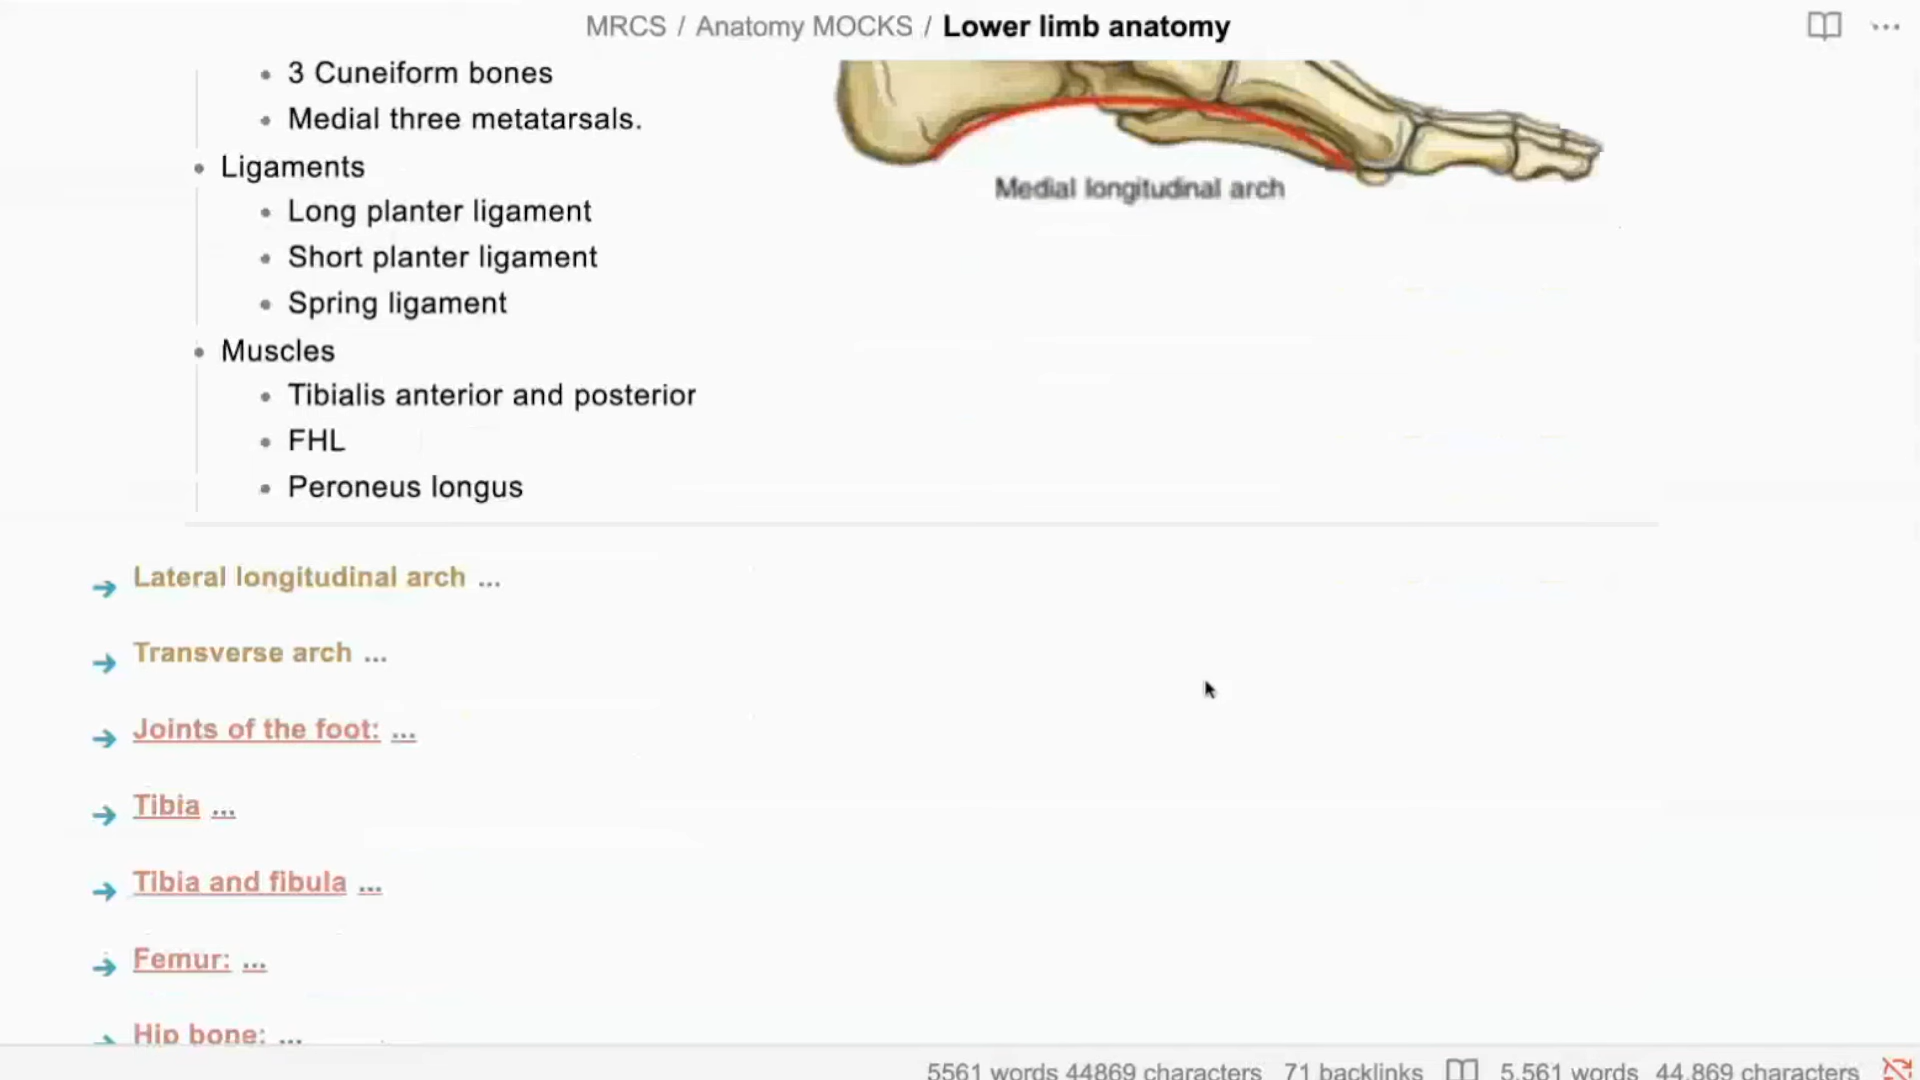 MRCS / Anatomy MOCKS / Lower limb anatomy
3 Cuneiform bones
Medial three metatarsals.
Ligaments
Long planter ligament
Short planter ligament
Spring ligament
Muscles
Tibialis anterior and posterior
FHL
Peroneus longus
Medial longitudinal arch
Lateral longitudinal arch ...
Transverse arch ...
Joints of the foot: ...
Tibia ...
Tibia and fibula ...
Femur: ...
Hip bone: ...
5561 words 44869 characters 71 backlinks 5,561 words 44,869 characters